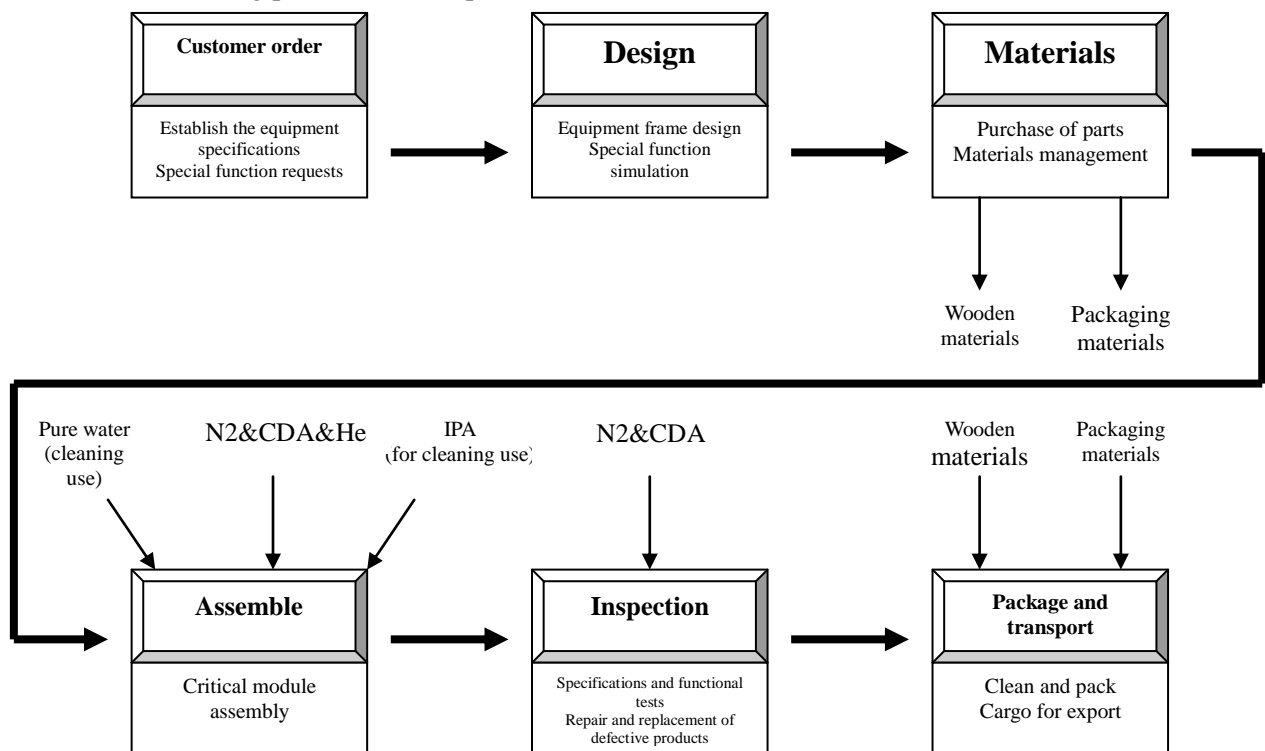 Customer order
Establish the equipment
specifications
Special function requests
Design
Equipment frame design
Special function
simulation
Materials
Purchase of parts
Materials management
Wooden
materials
Packaging
materials
Pure water
(cleaning
use)
N2&CDA&He
IPA
(for cleaning use)
N2&CDA
Wooden
materials
Packaging
materials
Assemble
Critical module
assembly
Inspection
Specifications and functional
tests
Repair and replacement of
defective products
Package and
transport
Clean and pack
Cargo for export